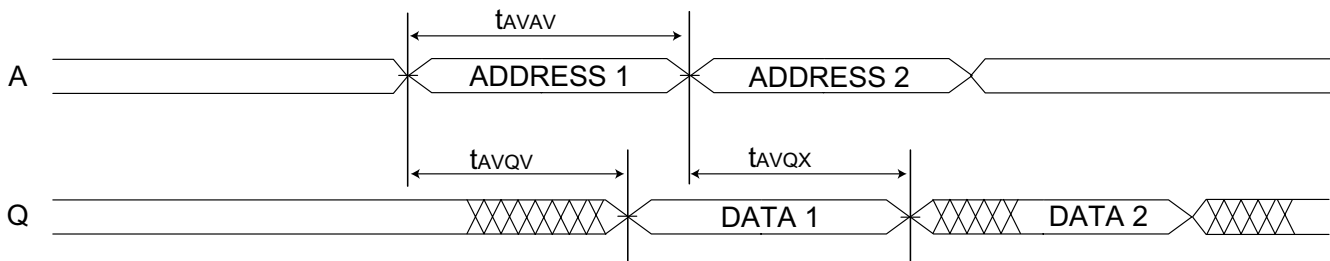 tAVAV
A ADDRESS 1 ADDRESS 2
tAVQV tAVQX
Q DATA 1 DATA 2